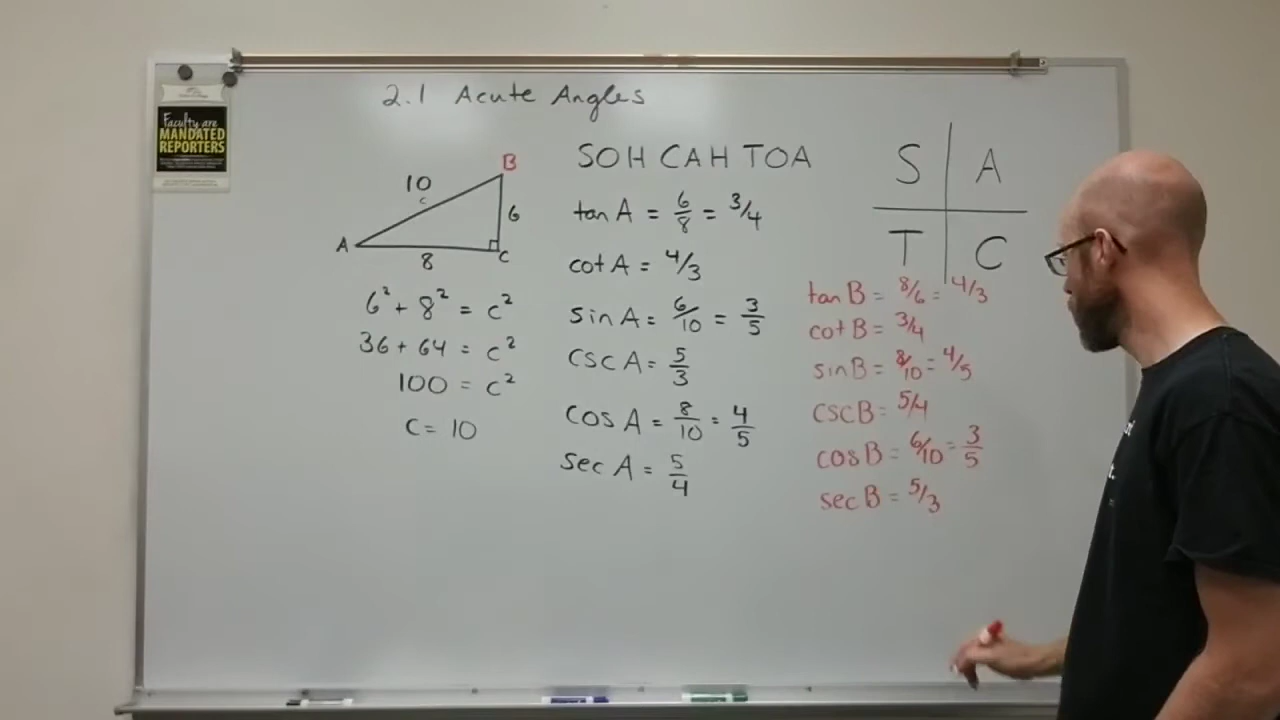 2.1 Acute Angles
Faculty are
MANDATED
REPORTERS
10
c
B
6
A
8
C
6² + 8² = c²
36 + 64 = c²
100 = c²
c = 10
SOH CAH TOA
tan A = 6/8 = 3/4
cot A = 4/3
sin A = 6/10 = 3/5
csc A = 5/3
cos A = 8/10 = 4/5
sec A = 5/4
S A
T C
tan B = 8/6 = 4/3
cot B = 3/4
sin B = 8/10 = 4/5
csc B = 5/4
cos B = 6/10 = 3/5
sec B = 5/3